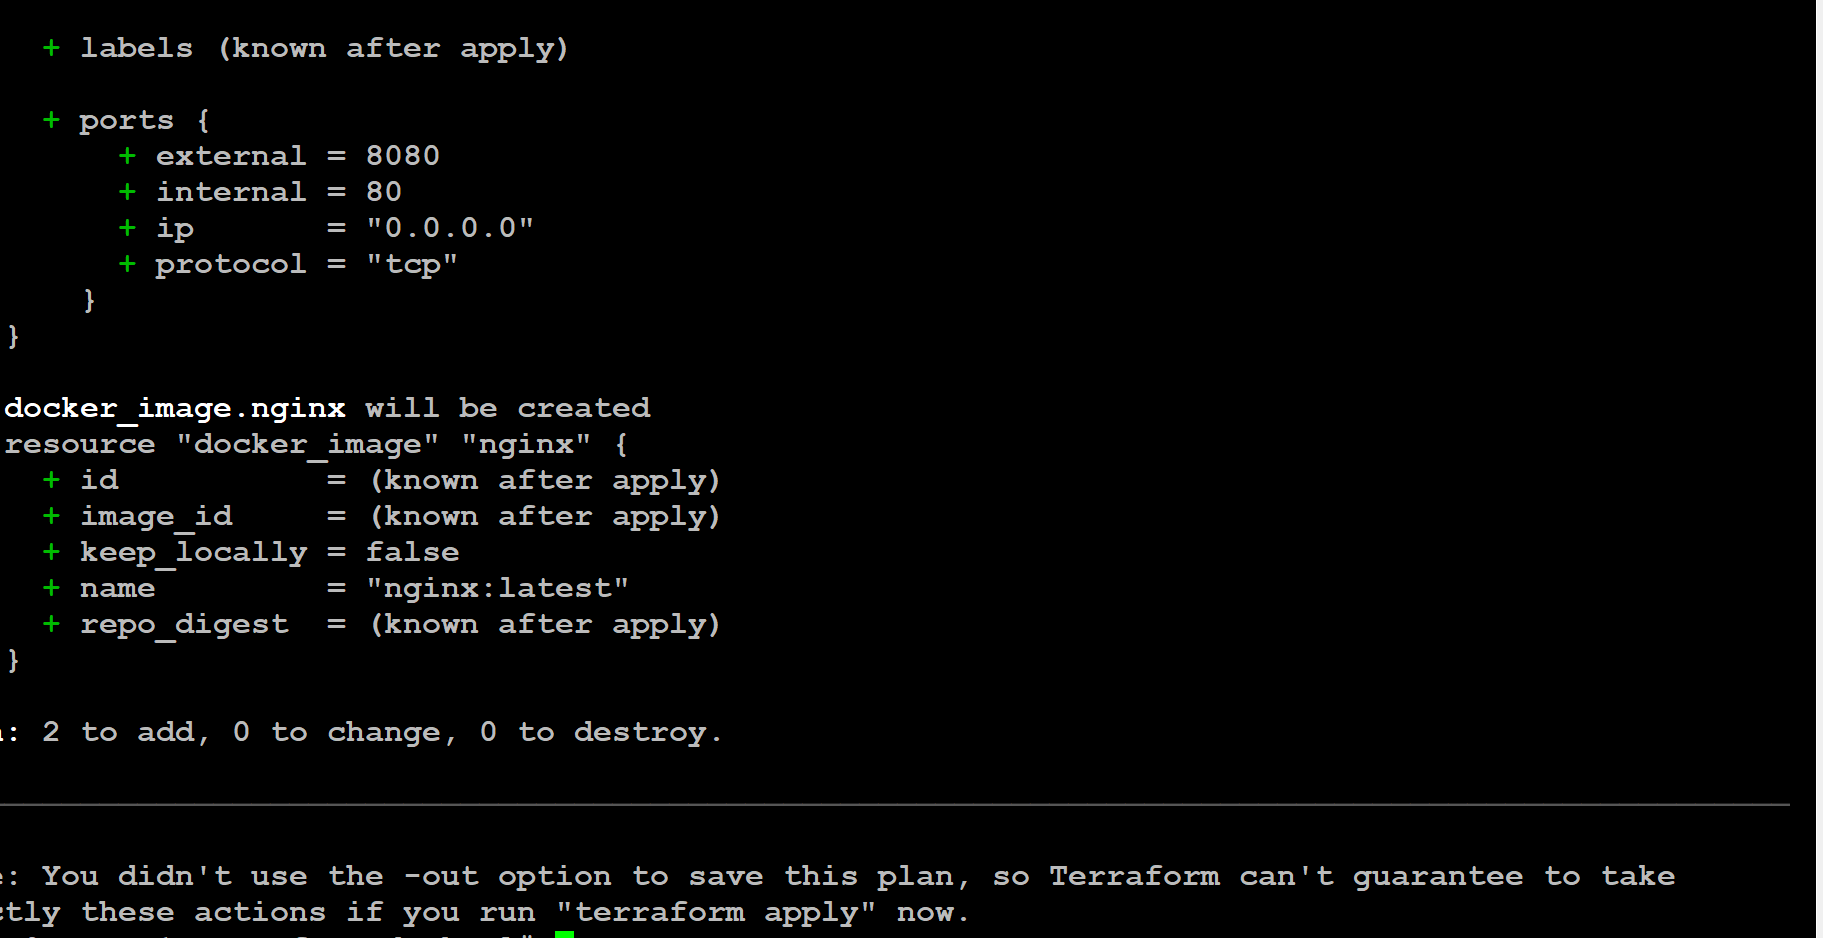 + labels (known after apply)
+ ports {
+ external = 8080
+ internal = 80
+ ip = "0.0.0.0"
+ protocol = "tcp"
}
}
docker_image.nginx will be created
resource "docker_image" "nginx" {
+ id = (known after apply)
+ image_id = (known after apply)
+ keep_locally = false
+ name = "nginx:latest"
+ repo_digest = (known after apply)
}
: 2 to add, 0 to change, 0 to destroy.
: You didn't use the -out option to save this plan, so Terraform can't guarantee to take
tly these actions if you run "terraform apply" now.